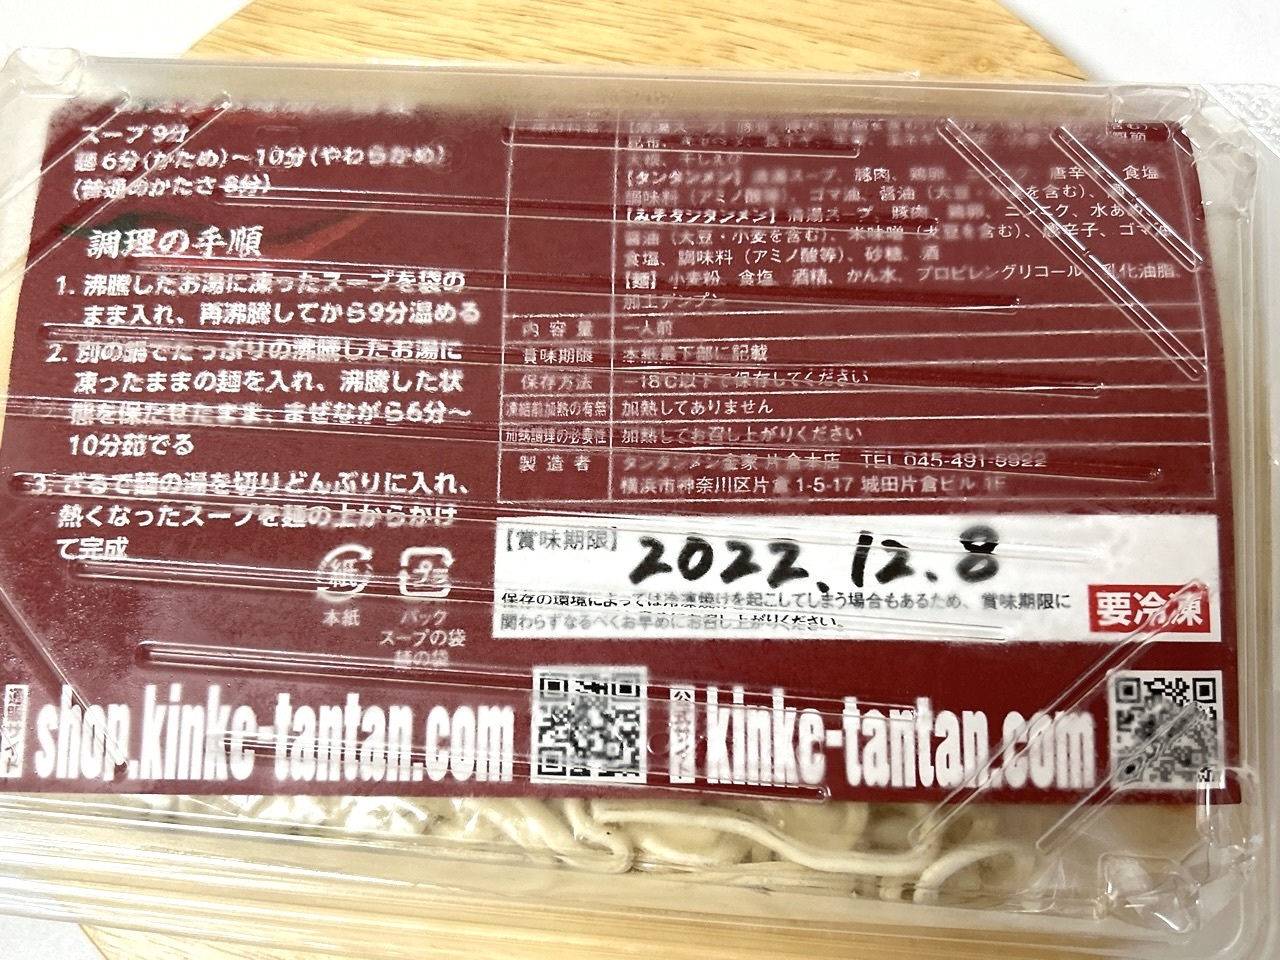 スープ 9分
麺 6分(かため)～10分(やわらかめ)
(普通のかたさ 8分)
調理の手順
1. 沸騰したお湯に凍ったスープを袋の
まま入れ、再沸騰してから9分温める
2. 別の鍋でたっぷりの沸騰したお湯に
凍ったままの麺を入れ、沸騰した状
態を保たせたまま、まぜながら6分～
10分茹でる
3. ざるで麺の湯を切りどんぶりに入れ、
熱くなったスープを麺の上からかけ
て完成
紙
プラ
本紙
パック
スープの袋
麺の袋
天板、干しえび
【タンタンメン】清湯スープ、豚肉、鶏卵、ニンニク、唐辛子、食塩、
調味料（アミノ酸等）、ゴマ油、醤油（大豆・小麦を含む）、酒
【みそタンタンメン】清湯スープ、豚肉、鶏卵、ニンニク、水あめ、
醤油（大豆・小麦を含む）、米味噌（大豆を含む）、唐辛子、ゴマ油
食塩、調味料（アミノ酸等）、砂糖、酒
【麺】小麦粉、食塩、酒精、かん水、プロピレングリコール、乳化油脂、
加工デンプン
内容量 一人前
賞味期限 本紙最下部に記載
保存方法 －18℃以下で保存してください
凍結前加熱の有無 加熱してありません
加熱調理の必要性 加熱してお召し上がりください
製造者 タンタンメン金家 片倉本店 TEL 045-491-8922
横浜市神奈川区片倉 1-5-17 城田片倉ビル 1F
【賞味期限】 2022.12.8
保存の環境によっては冷凍焼けを起こしてしまう場合もあるため、賞味期限に
関わらずなるべくお早めにお召し上がりください。
要冷凍
通販サイト shop.kinke-tantan.com
公式サイト kinke-tantan.com